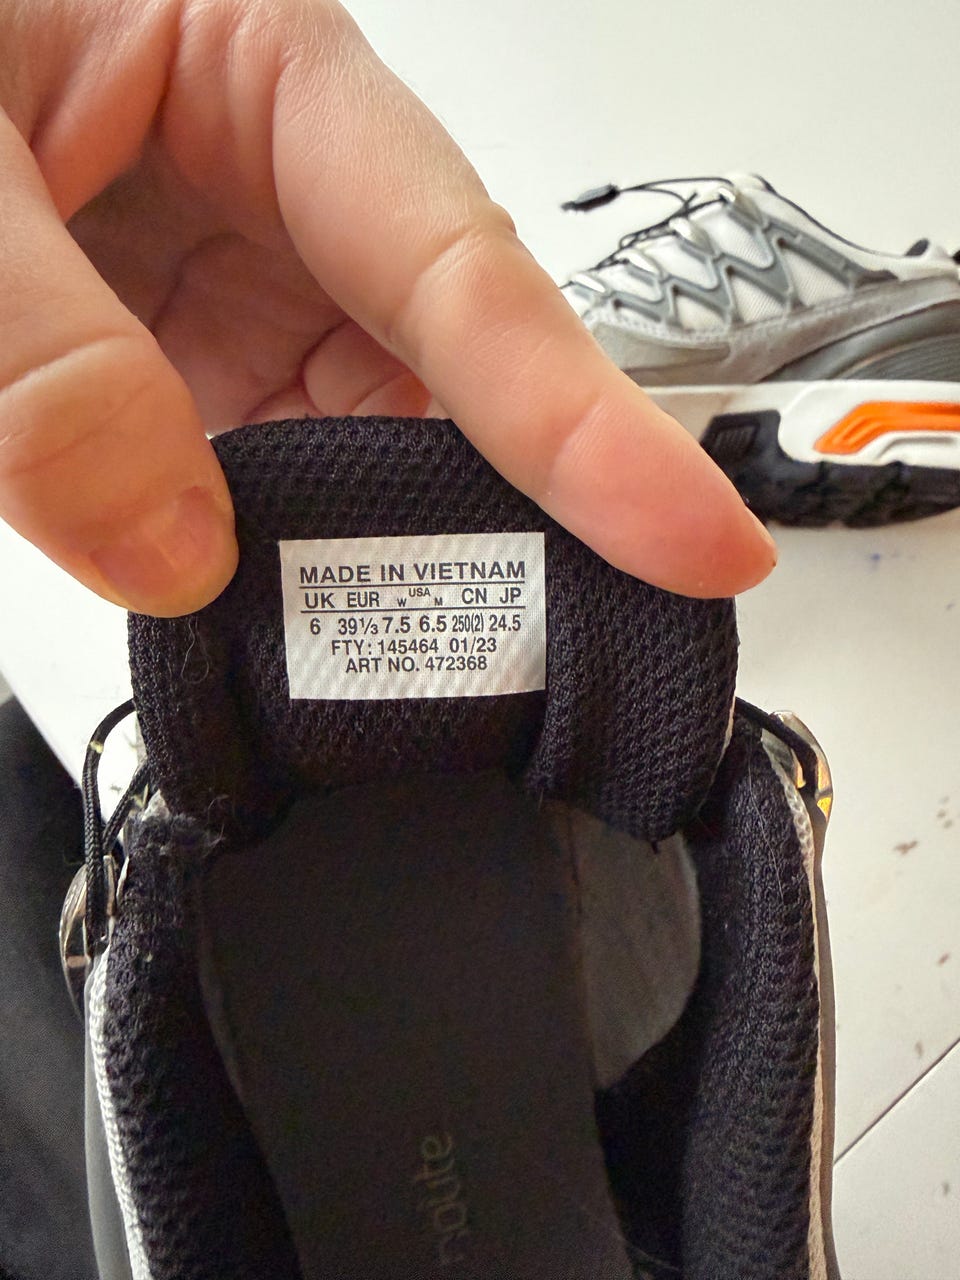 MADE IN VIETNAM
UK EUR W USA M CN JP
6 39⅓ 7.5 6.5 250(2) 24.5
FTY: 145464 01/23
ART NO. 472368